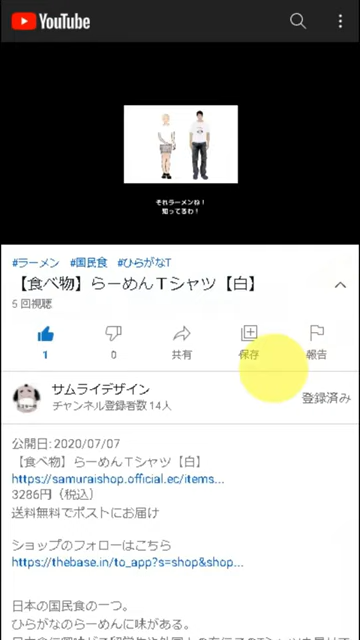 YouTube
それラーメンね！
知ってるわ！
#ラーメン #国民食 #ひらがなT
【食べ物】らーめんTシャツ【白】
5 回視聴
1
0
共有
保存
報告
サムライデザイン
チャンネル登録者数 14人
登録済み
公開日: 2020/07/07
【食べ物】らーめんTシャツ【白】
https://samuraishop.official.ec/items...
3286円（税込）
送料無料でポストにお届け
ショップのフォローはこちら
https://thebase.in/to_app?s=shop&shop...
日本の国民食の一つ。
ひらがなのらーめんに味がある。